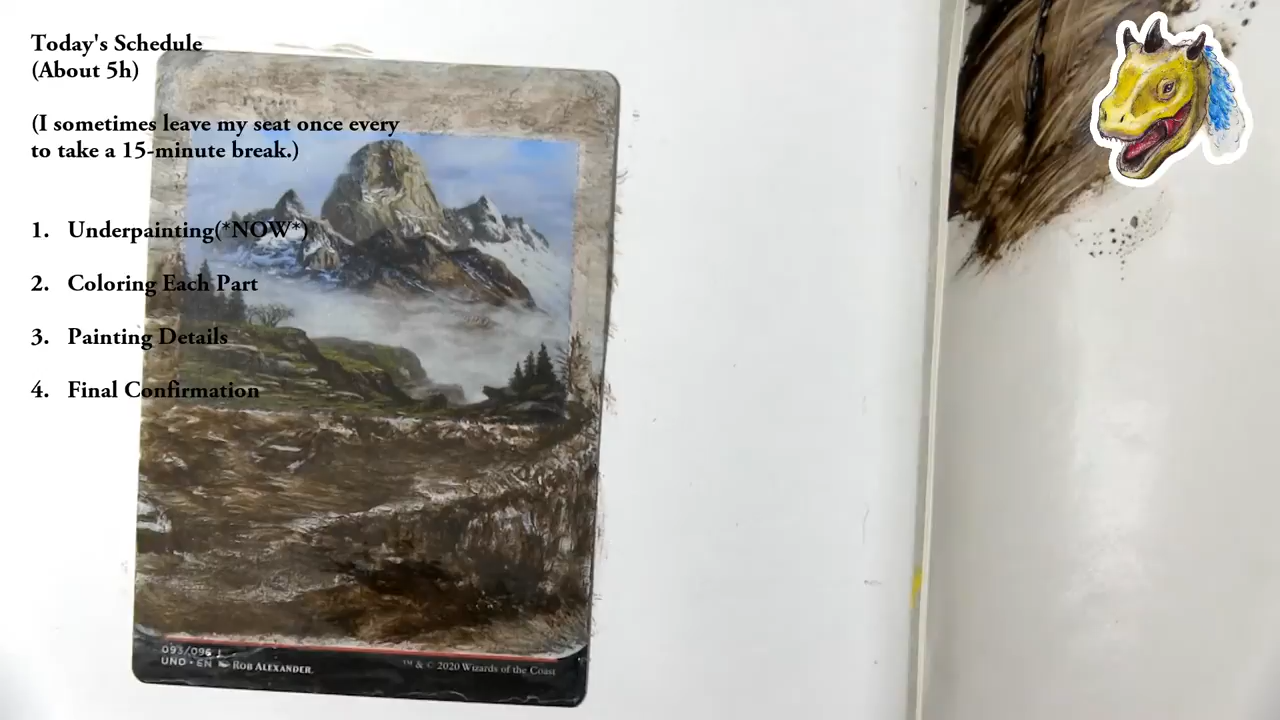 Today's Schedule
(About 5h)
(I sometimes leave my seat once every
to take a 15-minute break.)
1. Underpainting(*NOW*)
2. Coloring Each Part
3. Painting Details
4. Final Confirmation
093/096 L
UND • EN ROB ALEXANDER
™ & © 2020 Wizards of the Coast